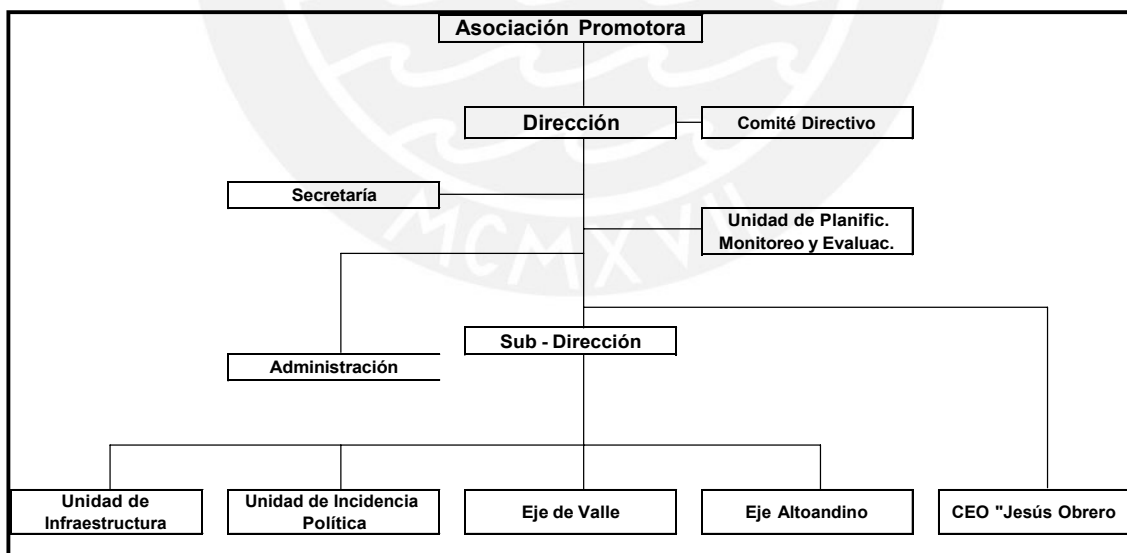 Asociación Promotora
Dirección
Comité Directivo
Secretaría
Unidad de Planific.
Monitoreo y Evaluac.
Sub - Dirección
Administración
Unidad de
Infraestructura
Unidad de Incidencia
Política
Eje de Valle
Eje Altoandino
CEO "Jesús Obrero
MCMXVII